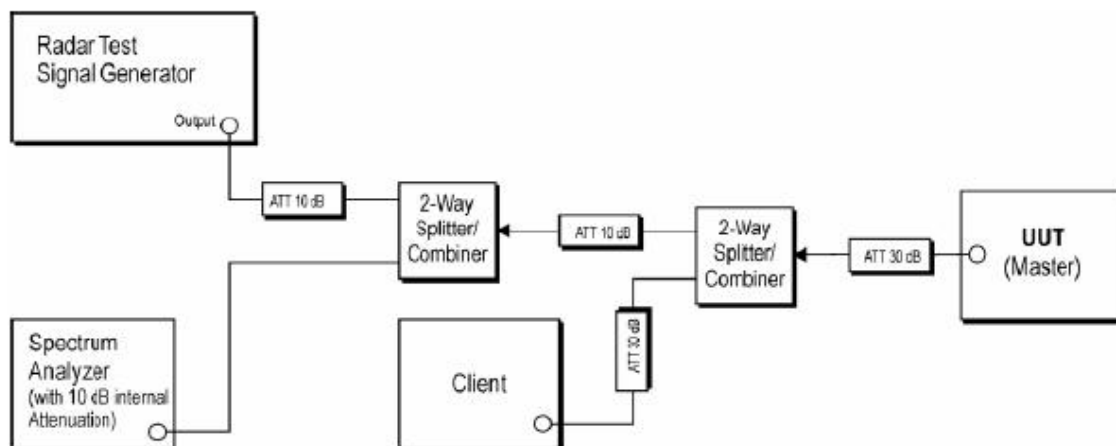 Radar Test
Signal Generator
Output
ATT 10 dB
2-Way
Splitter/
Combiner
ATT 10 dB
2-Way
Splitter/
Combiner
ATT 30 dB
UUT
(Master)
Spectrum
Analyzer
(with 10 dB internal
Attenuation)
Client
ATT 30 dB